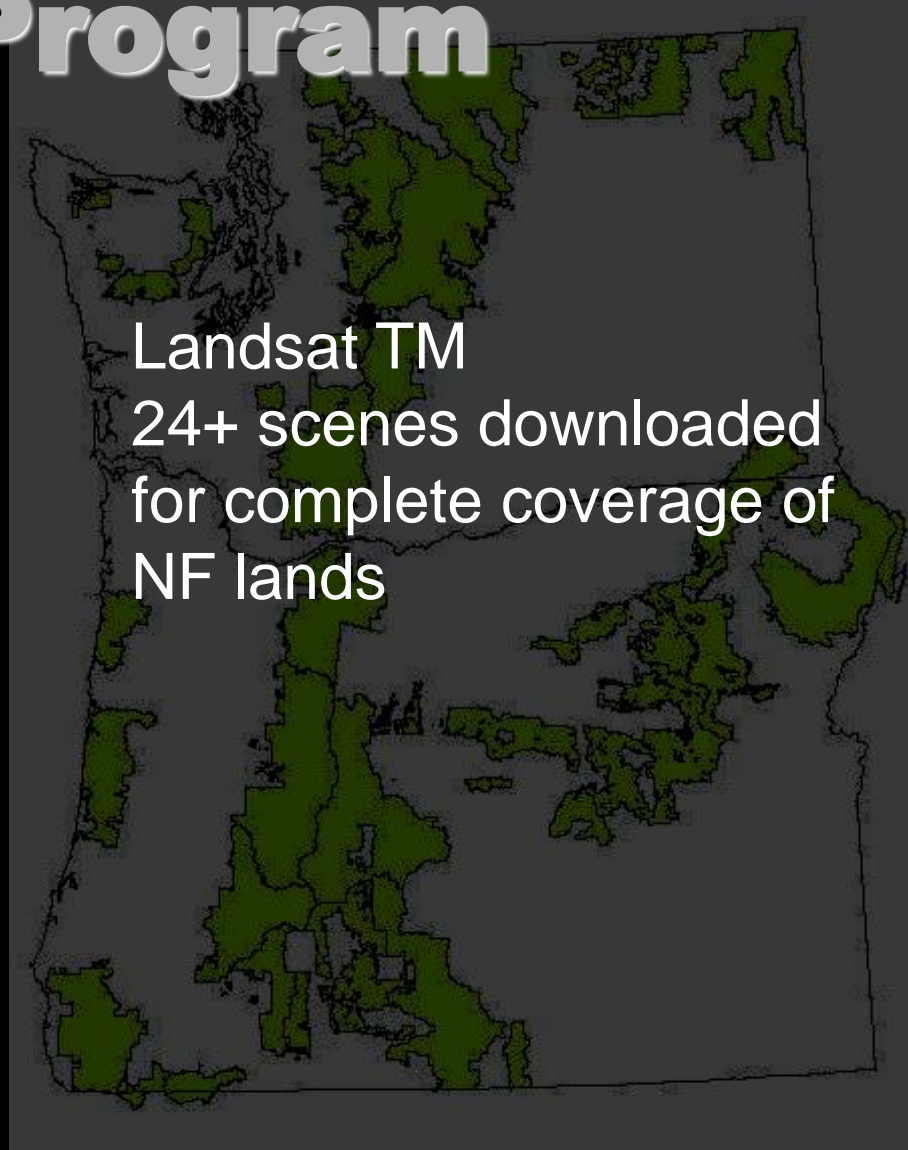 Program
Landsat TM
24+ scenes downloaded
for complete coverage of
NF lands